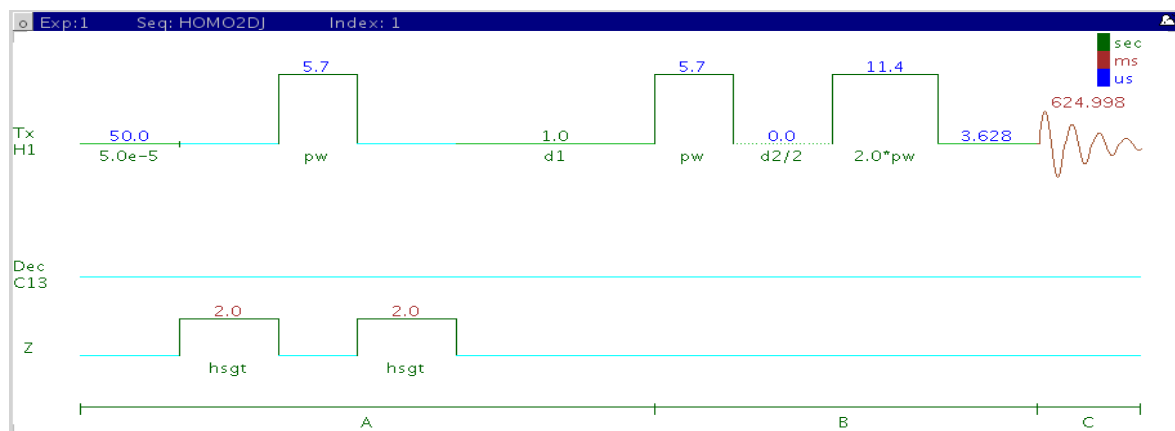 o Exp:1 Seq: HOMO2DJ Index: 1
sec
ms
us
5.7 5.7 11.4 624.998
Tx 50.0 1.0 0.0 3.628
H1 5.0e-5 pw d1 pw d2/2 2.0*pw
Dec
C13
2.0 2.0
Z
hsgt hsgt
A B C